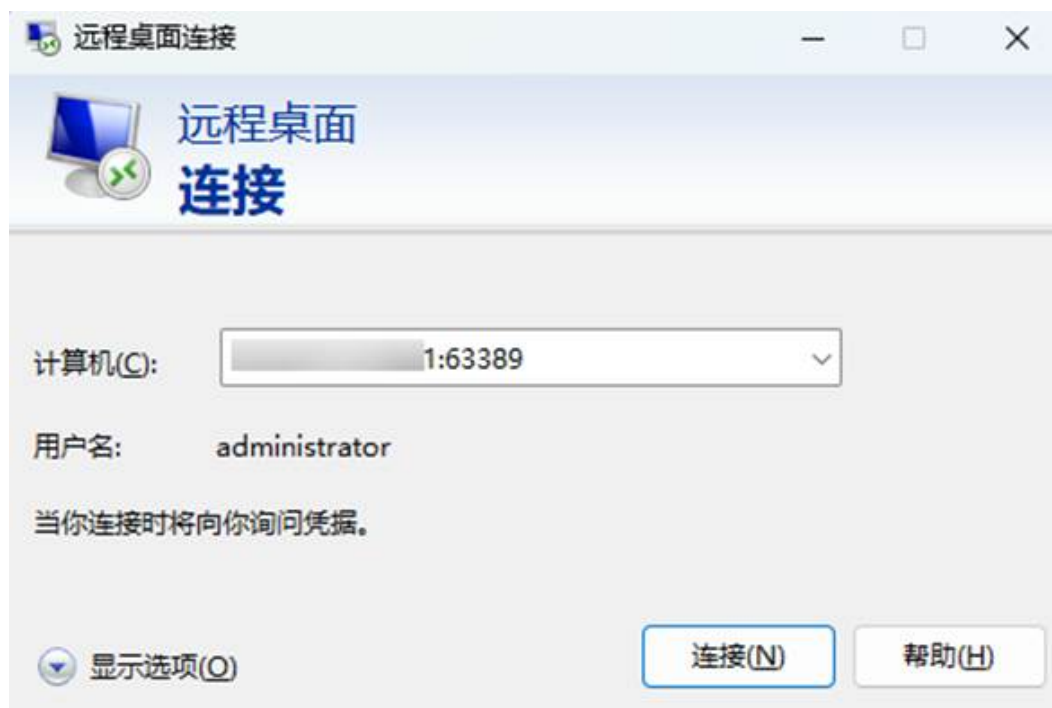 远程桌面连接
远程桌面
连接
计算机(C): 1:63389
用户名: administrator
当你连接时将向你询问凭据。
显示选项(O) 连接(N) 帮助(H)